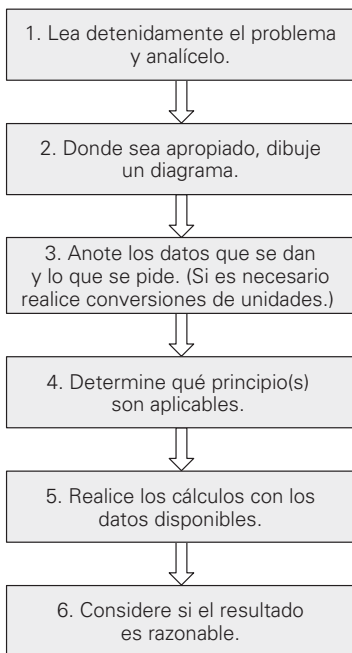 1. Lea detenidamente el problema
y analícelo.
2. Donde sea apropiado, dibuje
un diagrama.
3. Anote los datos que se dan
y lo que se pide. (Si es necesario
realice conversiones de unidades.)
4. Determine qué principio(s)
son aplicables.
5. Realice los cálculos con los
datos disponibles.
6. Considere si el resultado
es razonable.